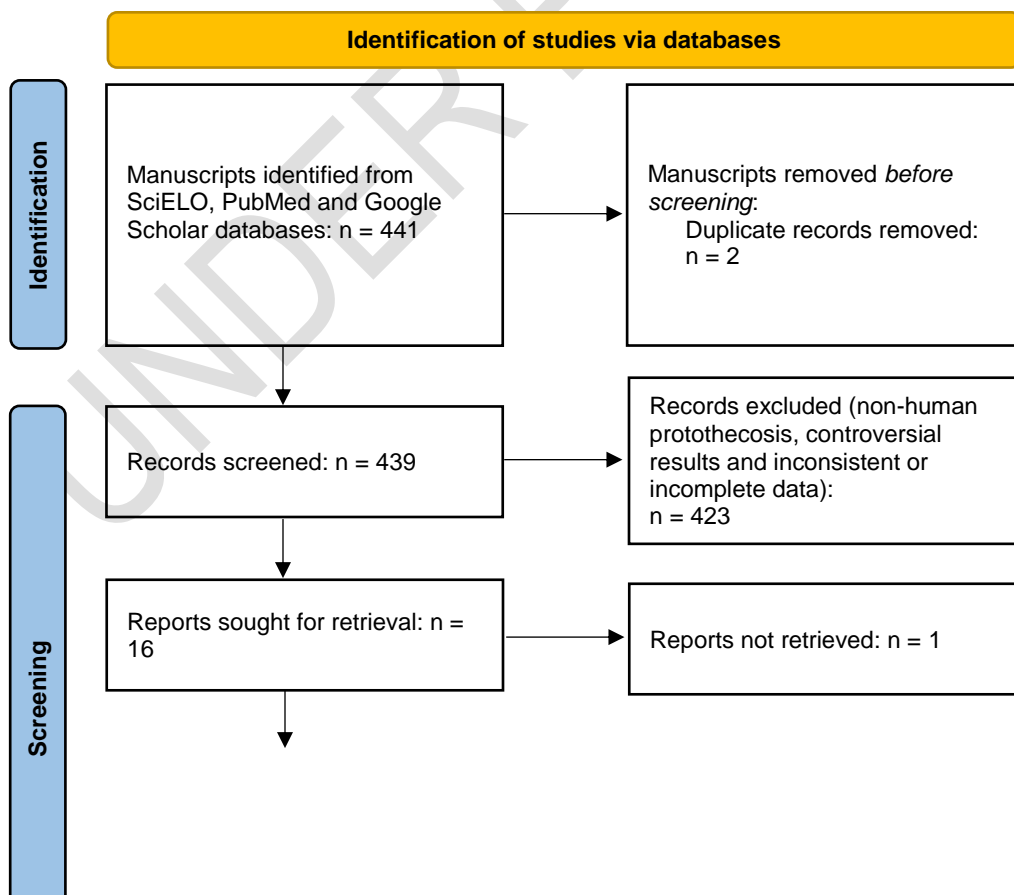 Identification of studies via databases
Identification
Manuscripts identified from
SciELO, PubMed and Google
Scholar databases: n = 441
Manuscripts removed before
screening:
Duplicate records removed:
n = 2
Screening
Records screened: n = 439
Records excluded (non-human
protothecosis, controversial
results and inconsistent or
incomplete data):
n = 423
Reports sought for retrieval: n =
16
Reports not retrieved: n = 1
UNDER